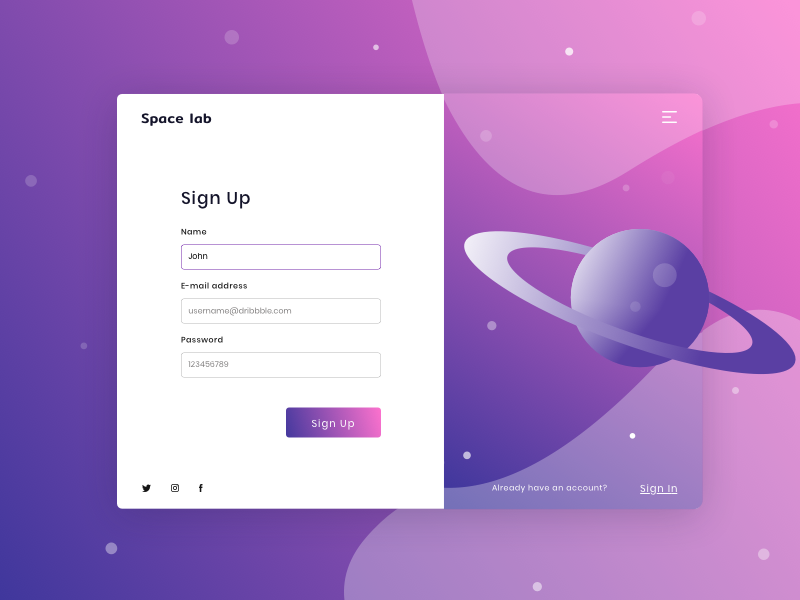 Space lab
Sign Up
Name
John
E-mail address
username@dribbble.com
Password
123456789
Sign Up
Already have an account?
Sign In